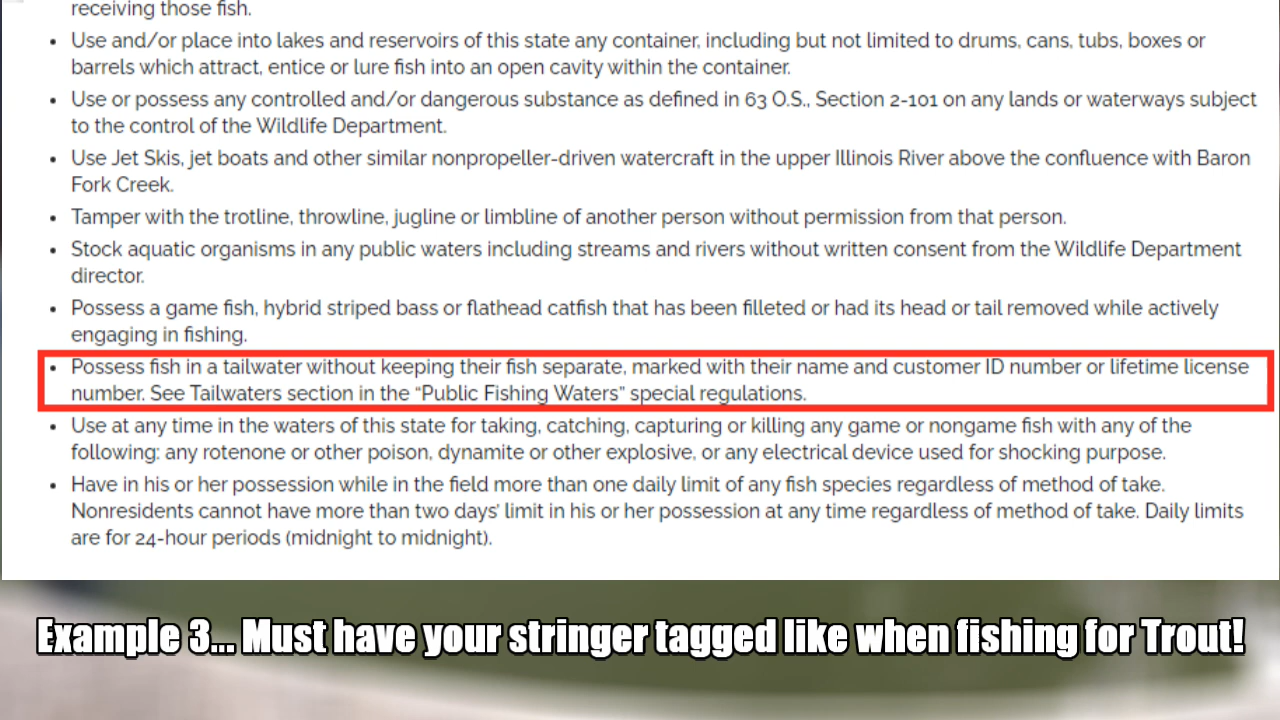 receiving those fish.
• Use and/or place into lakes and reservoirs of this state any container, including but not limited to drums, cans, tubs, boxes or
barrels which attract, entice or lure fish into an open cavity within the container.
• Use or possess any controlled and/or dangerous substance as defined in 63 O.S., Section 2-101 on any lands or waterways subject
to the control of the Wildlife Department.
• Use Jet Skis, jet boats and other similar nonpropeller-driven watercraft in the upper Illinois River above the confluence with Baron
Fork Creek.
• Tamper with the trotline, throwline, jugline or limbline of another person without permission from that person.
• Stock aquatic organisms in any public waters including streams and rivers without written consent from the Wildlife Department
director.
• Possess a game fish, hybrid striped bass or flathead catfish that has been filleted or had its head or tail removed while actively
engaging in fishing.
• Possess fish in a tailwater without keeping their fish separate, marked with their name and customer ID number or lifetime license
number. See Tailwaters section in the “Public Fishing Waters” special regulations.
• Use at any time in the waters of this state for taking, catching, capturing or killing any game or nongame fish with any of the
following: any rotenone or other poison, dynamite or other explosive, or any electrical device used for shocking purpose.
• Have in his or her possession while in the field more than one daily limit of any fish species regardless of method of take.
Nonresidents cannot have more than two days’ limit in his or her possession at any time regardless of method of take. Daily limits
are for 24-hour periods (midnight to midnight).
Example 3... Must have your stringer tagged like when fishing for Trout!